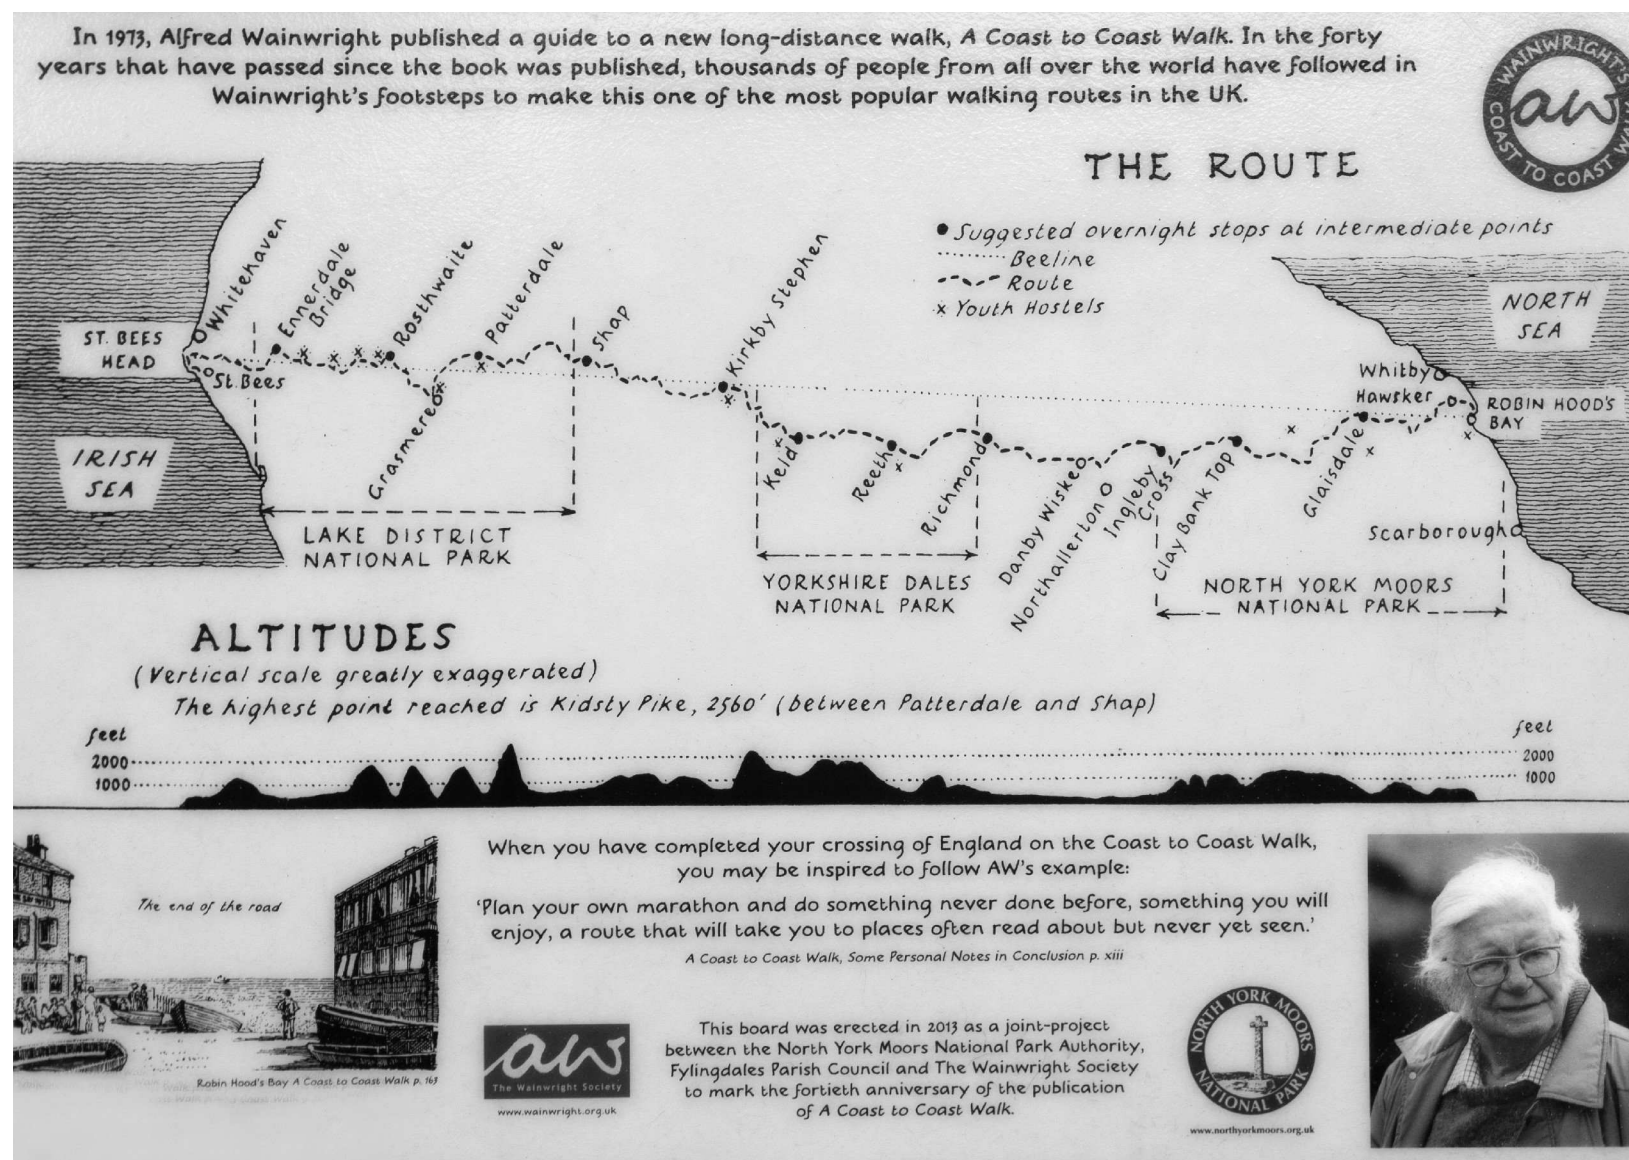 In 1973, Alfred Wainwright published a guide to a new long-distance walk, A Coast to Coast Walk. In the forty
years that have passed since the book was published, thousands of people from all over the world have followed in
Wainwright's footsteps to make this one of the most popular walking routes in the UK.
WAINWRIGHT'S
aw
COAST TO COAST
THE ROUTE
Suggested overnight stops at intermediate points
Beeline
Route
Youth Hostels
ST. BEES
HEAD
Whitehaven
St. Bees
Ennerdale
Bridge
Rosthwaite
Grasmere
Patterdale
Shap
Kirkby Stephen
Keld
Reeth
Richmond
Danby Wiske
Northallerton
Ingleby
Cross
Clay Bank Top
Glaisdale
Whitby
Hawsker
ROBIN HOOD'S
BAY
Scarborough
NORTH
SEA
IRISH
SEA
LAKE DISTRICT
NATIONAL PARK
YORKSHIRE DALES
NATIONAL PARK
NORTH YORK MOORS
NATIONAL PARK
ALTITUDES
(Vertical scale greatly exaggerated)
The highest point reached is Kidsty Pike, 2560' (between Patterdale and Shap)
feet
2000
1000
feet
2000
1000
The end of the road
Robin Hood's Bay A Coast to Coast Walk p. 163
When you have completed your crossing of England on the Coast to Coast Walk,
you may be inspired to follow AW's example:
'Plan your own marathon and do something never done before, something you will
enjoy, a route that will take you to places often read about but never yet seen.'
A Coast to Coast Walk, Some Personal Notes in Conclusion p. xiii
aw
The Wainwright Society
www.wainwright.org.uk
This board was erected in 2013 as a joint-project
between the North York Moors National Park Authority,
Fylingdales Parish Council and The Wainwright Society
to mark the fortieth anniversary of the publication
of A Coast to Coast Walk.
NORTH YORK MOORS
NATIONAL PARK
www.northyorkmoors.org.uk